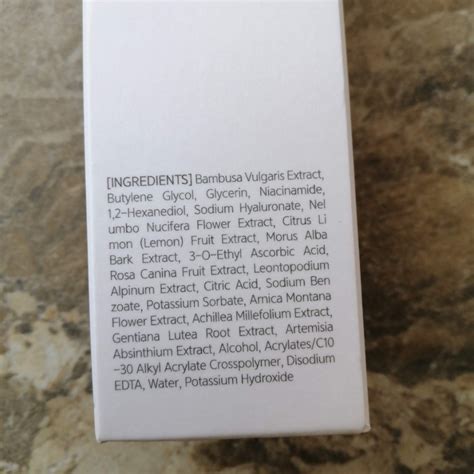 [INGREDIENTS] Bambusa Vulgaris Extract,
Butylene Glycol, Glycerin, Niacinamide,
1,2-Hexanediol, Sodium Hyaluronate, Nel
umbo Nucifera Flower Extract, Citrus Li
mon (Lemon) Fruit Extract, Morus Alba
Bark Extract, 3-O-Ethyl Ascorbic Acid,
Rosa Canina Fruit Extract, Leontopodium
Alpinum Extract, Citric Acid, Sodium Ben
zoate, Potassium Sorbate, Arnica Montana
Flower Extract, Achillea Millefolium Extract,
Gentiana Lutea Root Extract, Artemisia
Absinthium Extract, Alcohol, Acrylates/C10
-30 Alkyl Acrylate Crosspolymer, Disodium
EDTA, Water, Potassium Hydroxide